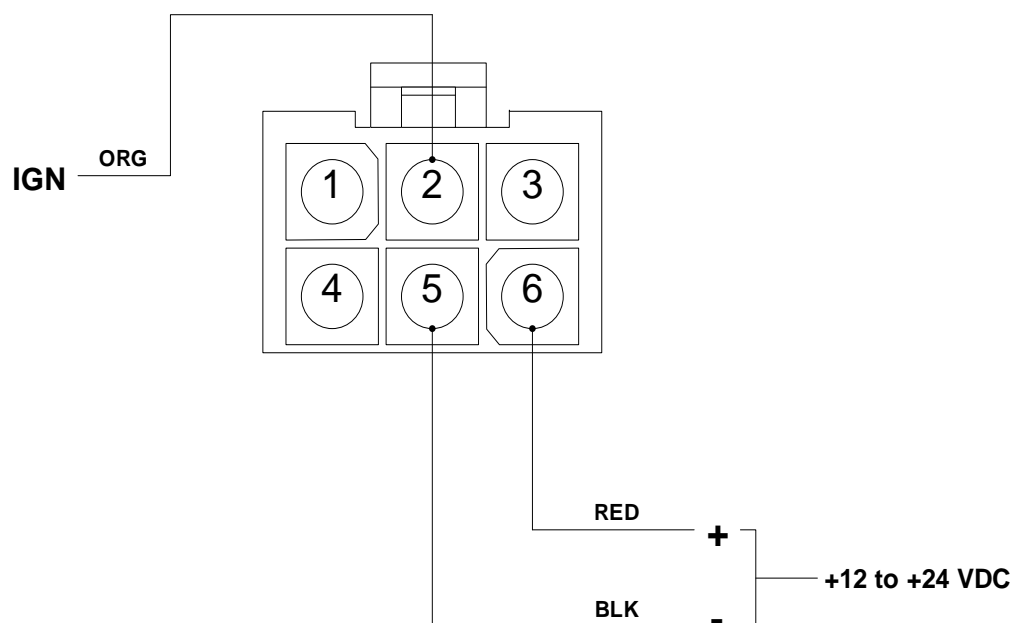 ORG
IGN
1 2 3
4 5 6
RED
+
+12 to +24 VDC
BLK
-